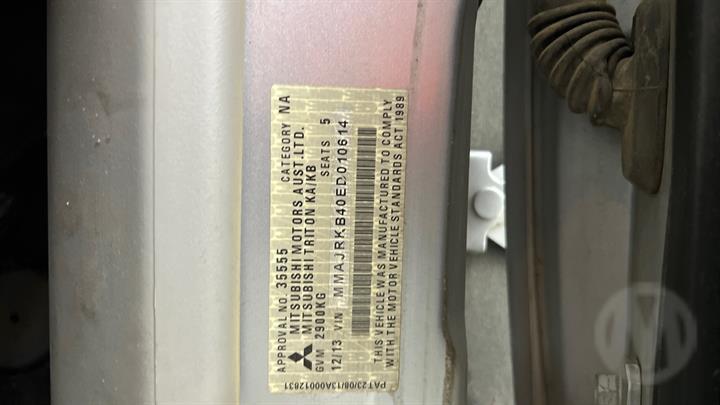 APPROVAL NO. 35555 CATEGORY NA
MITSUBISHI MOTORS AUST.LTD.
MITSUBISHI TRITON KA/KB
GVM 2900KG SEATS 5
12/13 VIN MMAJRKB40ED010614
THIS VEHICLE WAS MANUFACTURED TO COMPLY
WITH THE MOTOR VEHICLE STANDARDS ACT 1989
PAT23/08/13A00012831